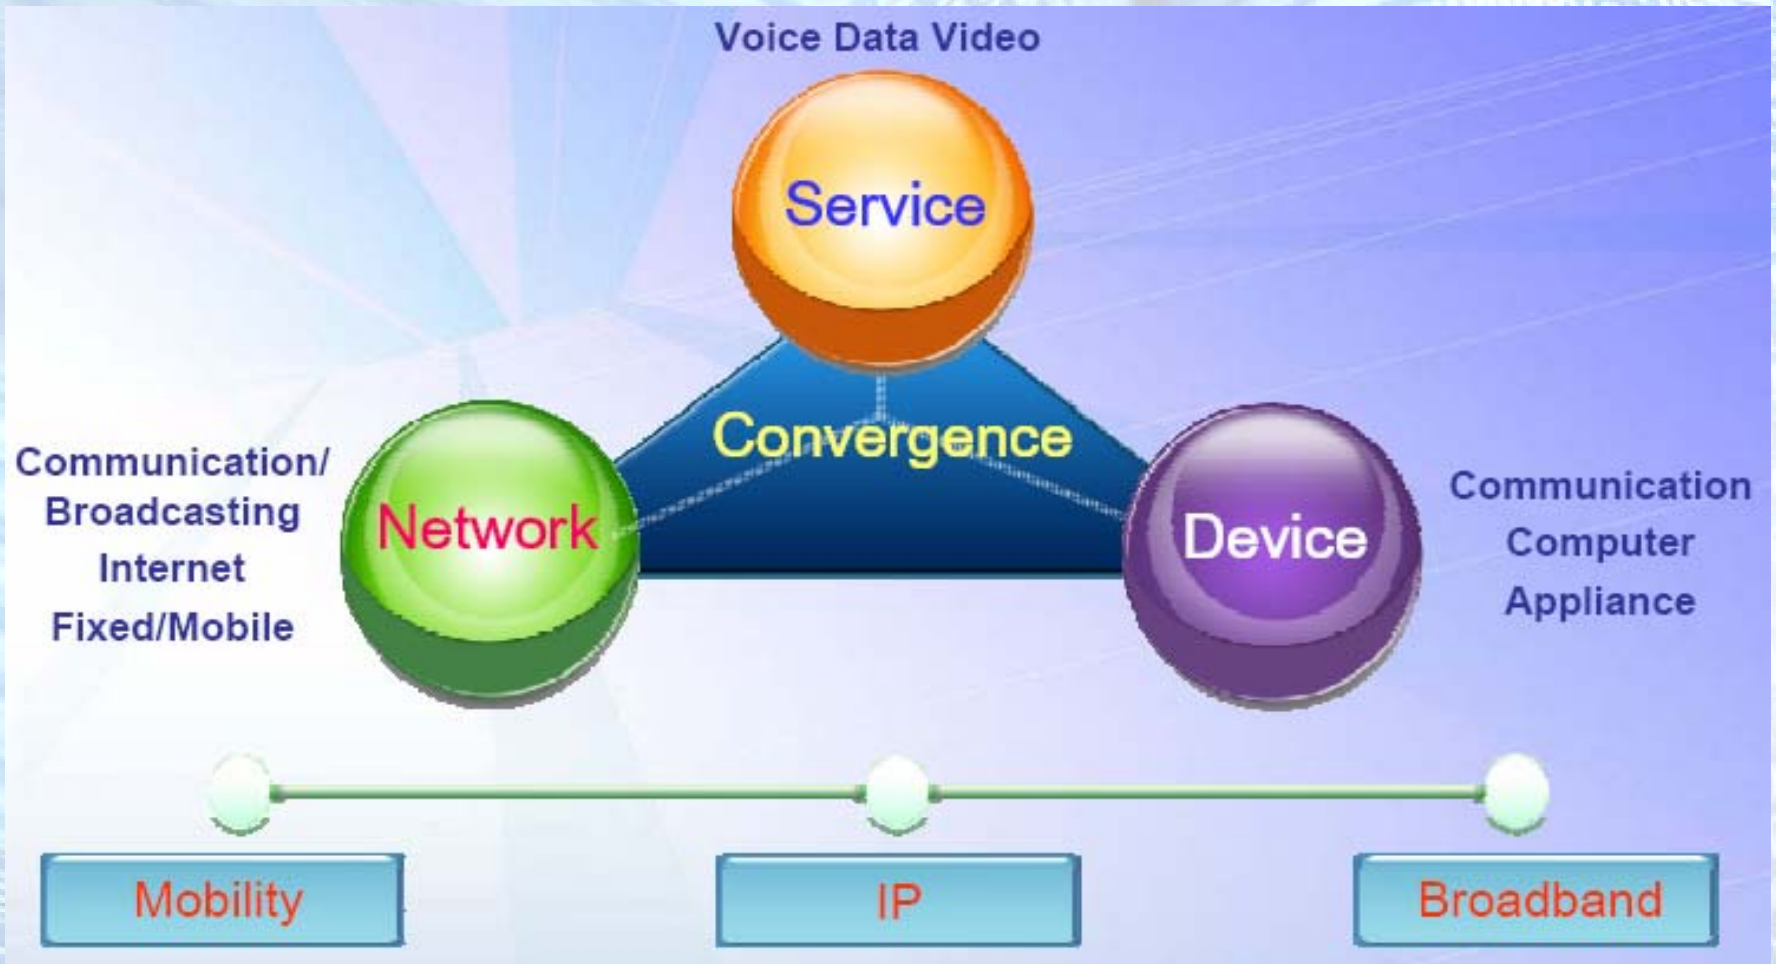 Voice Data Video
Service
Convergence
Network
Device
Communication/
Broadcasting
Internet
Fixed/Mobile
Communication
Computer
Appliance
Mobility
IP
Broadband